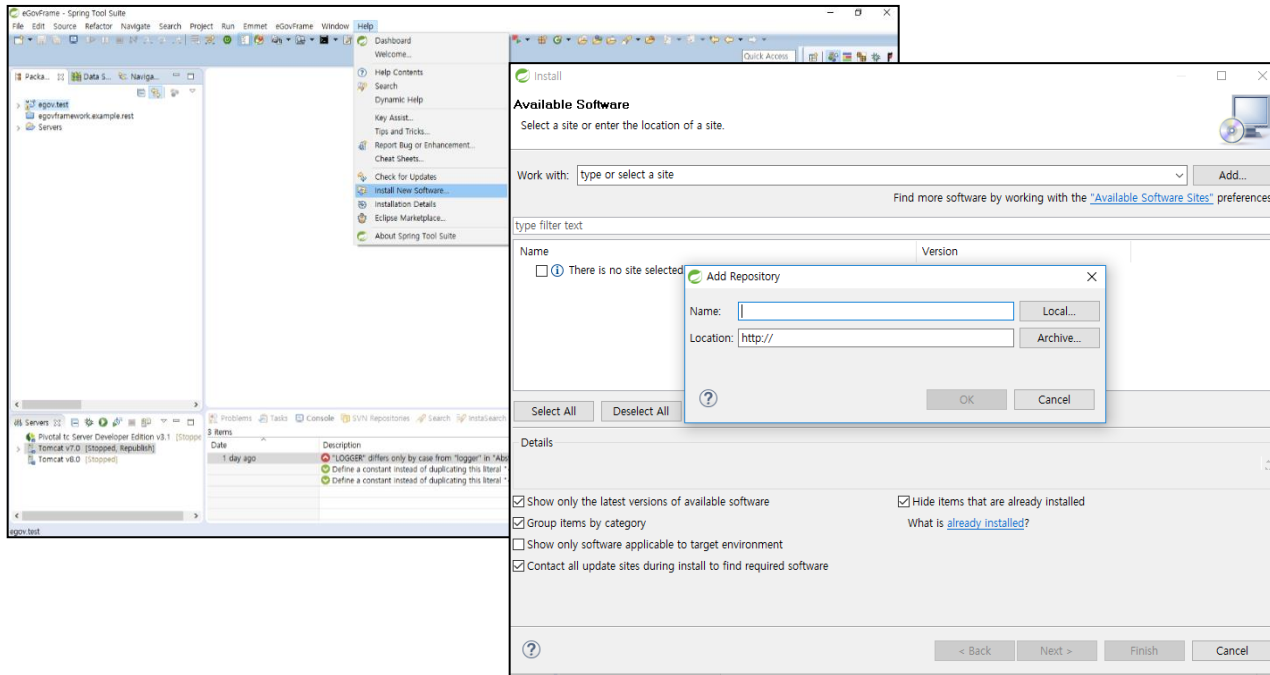 eGovFrame - Spring Tool Suite
File Edit Source Refactor Navigate Search Project Run Emmet eGovFrame Window Help
Quick Access
Packa... Data S... Naviga...
egov.test
egovframework.example.rest
Servers
Dashboard
Welcome...
Help Contents
Search
Dynamic Help
Key Assist...
Tips and Tricks...
Report Bug or Enhancement...
Cheat Sheets...
Check for Updates
Install New Software...
Installation Details
Eclipse Marketplace...
About Spring Tool Suite
Servers
Pivotal tc Server Developer Edition v3.1 [Stoppe
Tomcat v7.0 [Stopped, Republish]
Tomcat v8.0 [Stopped]
Problems Tasks Console SVN Repositories Search InstaSearch
3 items
Date Description
1 day ago "LOGGER" differs only by case from "logger" in "Abs
Define a constant instead of duplicating this literal "
Define a constant instead of duplicating this literal "
egov.test
Install
Available Software
Select a site or enter the location of a site.
Work with: type or select a site Add...
Find more software by working with the "Available Software Sites" preferences
type filter text
Name Version
There is no site selected
Add Repository
Name: Local...
Location: http:// Archive...
OK Cancel
Select All Deselect All
Details
Show only the latest versions of available software Hide items that are already installed
Group items by category What is already installed?
Show only software applicable to target environment
Contact all update sites during install to find required software
< Back Next > Finish Cancel